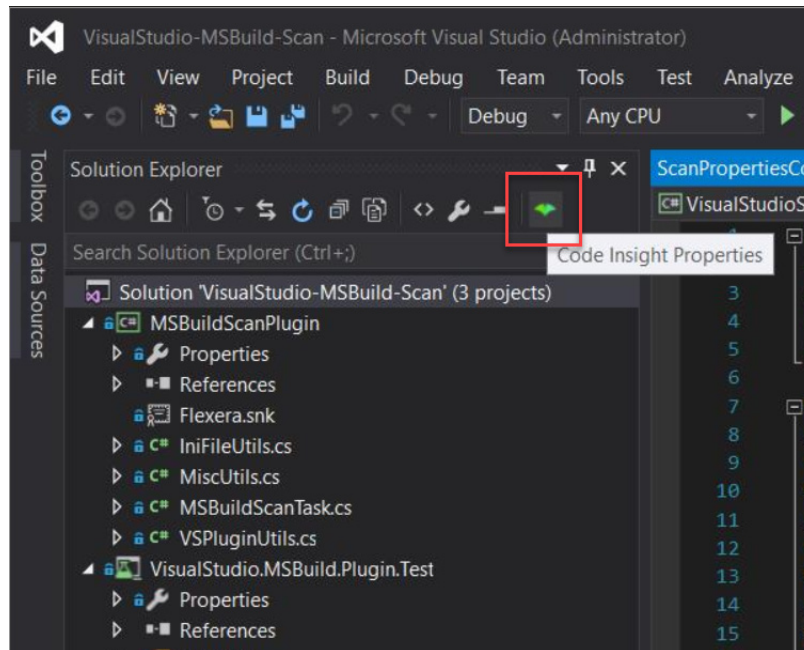 VisualStudio-MSBuild-Scan - Microsoft Visual Studio (Administrator)
File Edit View Project Build Debug Team Tools Test Analyze
Debug Any CPU
Toolbox
Data Sources
Solution Explorer
Search Solution Explorer (Ctrl+;)
Solution 'VisualStudio-MSBuild-Scan' (3 projects)
C# MSBuildScanPlugin
Properties
References
Flexera.snk
C# IniFileUtils.cs
C# MiscUtils.cs
C# MSBuildScanTask.cs
C# VSPluginUtils.cs
VisualStudio.MSBuild.Plugin.Test
Properties
References
ScanPropertiesCo
C# VisualStudioS
Code Insight Properties
3
4
5
6
7
8
9
10
11
12
13
14
15